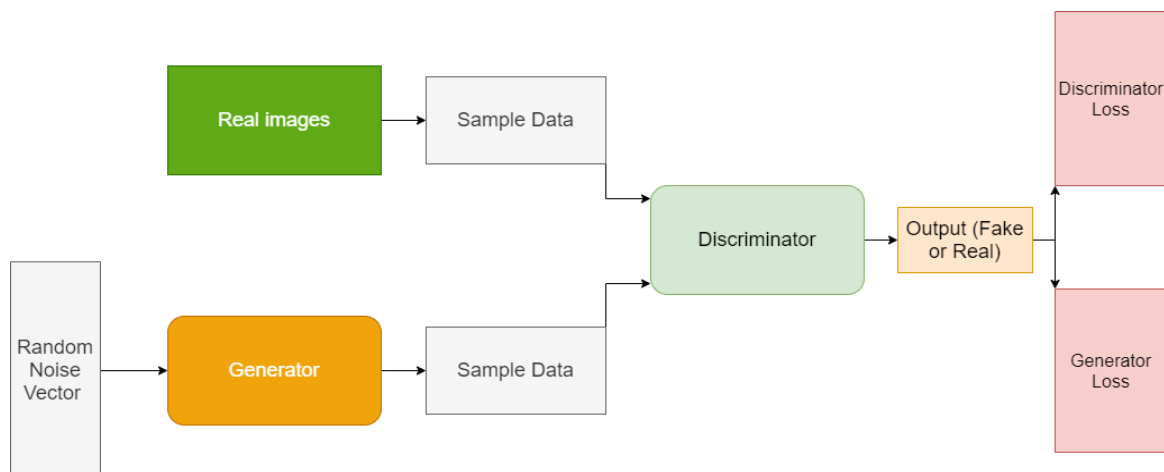 Real images
Sample Data
Discriminator
Loss
Discriminator
Output (Fake
or Real)
Random
Noise
Vector
Generator
Sample Data
Generator
Loss